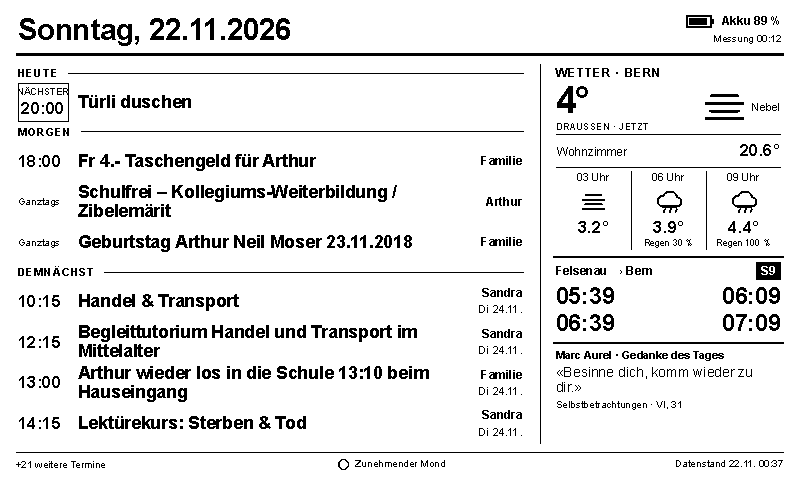 Sonntag, 22.11.2026
Akku 89 %
Messung 00:12
HEUTE
NÄCHSTER
20:00
Türli duschen
MORGEN
18:00 Fr 4.- Taschengeld für Arthur Familie
Ganztags Schulfrei – Kollegiums-Weiterbildung /
Zibelemärit
Arthur
Ganztags Geburtstag Arthur Neil Moser 23.11.2018 Familie
DEMNÄCHST
10:15 Handel & Transport Sandra
Di 24.11.
12:15 Begleittutorium Handel und Transport im
Mittelalter
Sandra
Di 24.11.
13:00 Arthur wieder los in die Schule 13:10 beim
Hauseingang
Familie
Di 24.11.
14:15 Lektürekurs: Sterben & Tod Sandra
Di 24.11.
WETTER · BERN
4°
Nebel
DRAUSSEN · JETZT
Wohnzimmer 20.6°
03 Uhr 06 Uhr 09 Uhr
3.2° 3.9° 4.4°
Regen 30 % Regen 100 %
Felsenau › Bern S9
05:39 06:09
06:39 07:09
Marc Aurel · Gedanke des Tages
«Besinne dich, komm wieder zu
dir.»
Selbstbetrachtungen · VI, 31
+21 weitere Termine
Zunehmender Mond
Datenstand 22.11. 00:37